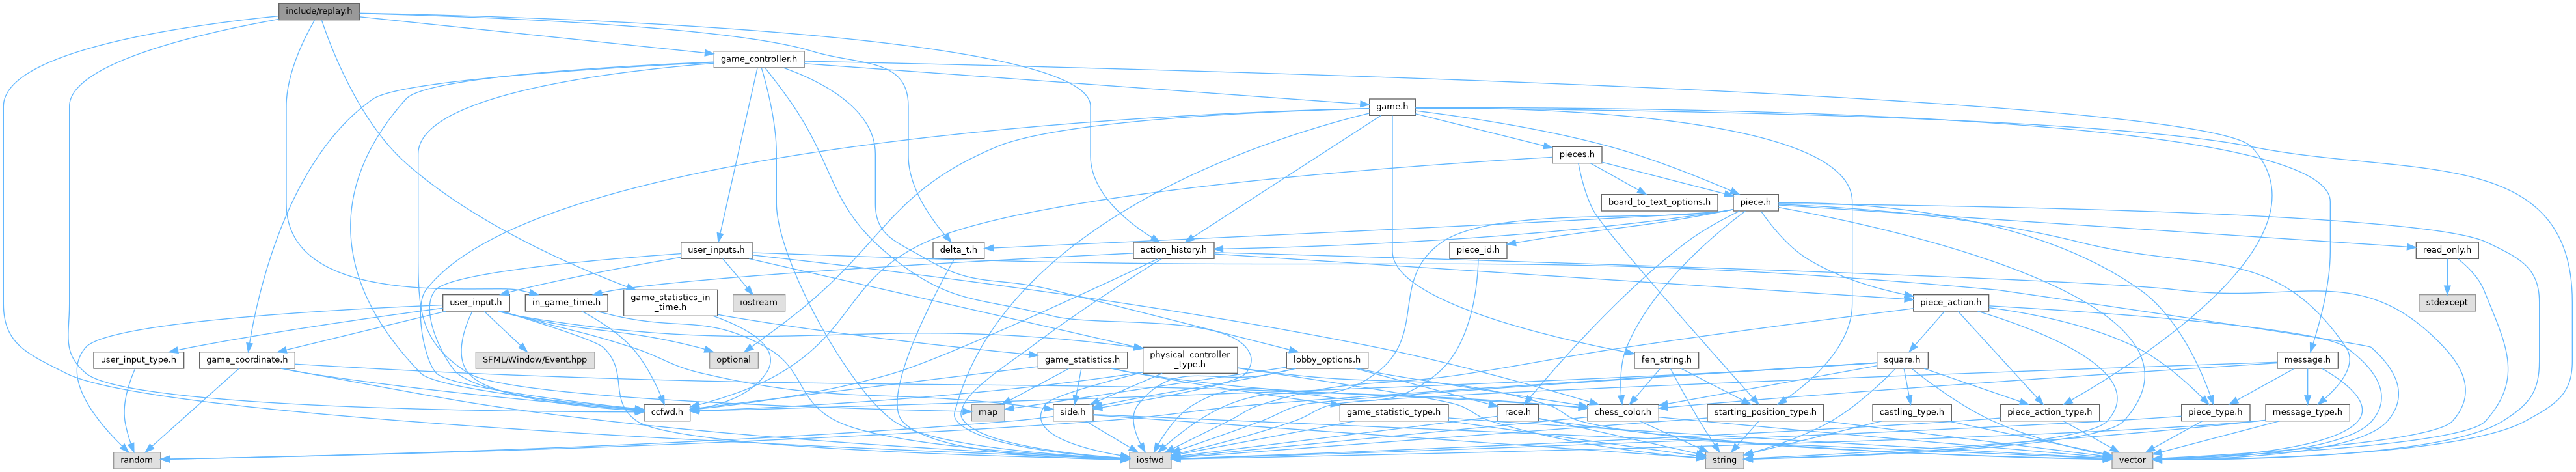 include/replay.h
game_controller.h
game.h
pieces.h
board_to_text_options.h
piece.h
user_inputs.h
delta_t.h
action_history.h
piece_id.h
read_only.h
iostream
stdexcept
user_input.h
in_game_time.h
game_statistics_in
_time.h
piece_action.h
user_input_type.h
game_coordinate.h
SFML/Window/Event.hpp
optional
game_statistics.h
physical_controller
_type.h
lobby_options.h
fen_string.h
square.h
message.h
ccfwd.h
map
side.h
game_statistic_type.h
race.h
chess_color.h
starting_position_type.h
castling_type.h
piece_action_type.h
piece_type.h
message_type.h
random
iosfwd
string
vector